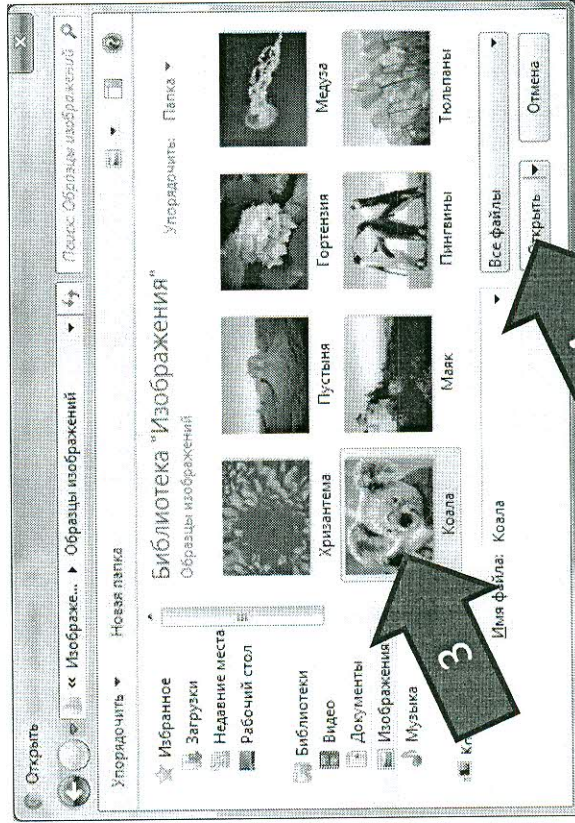 Открыть
« Изображе... ▸ Образцы изображений
Поиск: Образцы изображений
Упорядочить ▼ Новая папка
Избранное
Загрузки
Недавние места
Рабочий стол
Библиотеки
Видео
Документы
Изображения
Музыка
Библиотека "Изображения"
Образцы изображений
Упорядочить: Папка ▼
Хризантема
Пустыня
Гортензия
Медуза
Коала
Маяк
Пингвины
Тюльпаны
3
Имя файла: Коала
Все файлы
Отмена